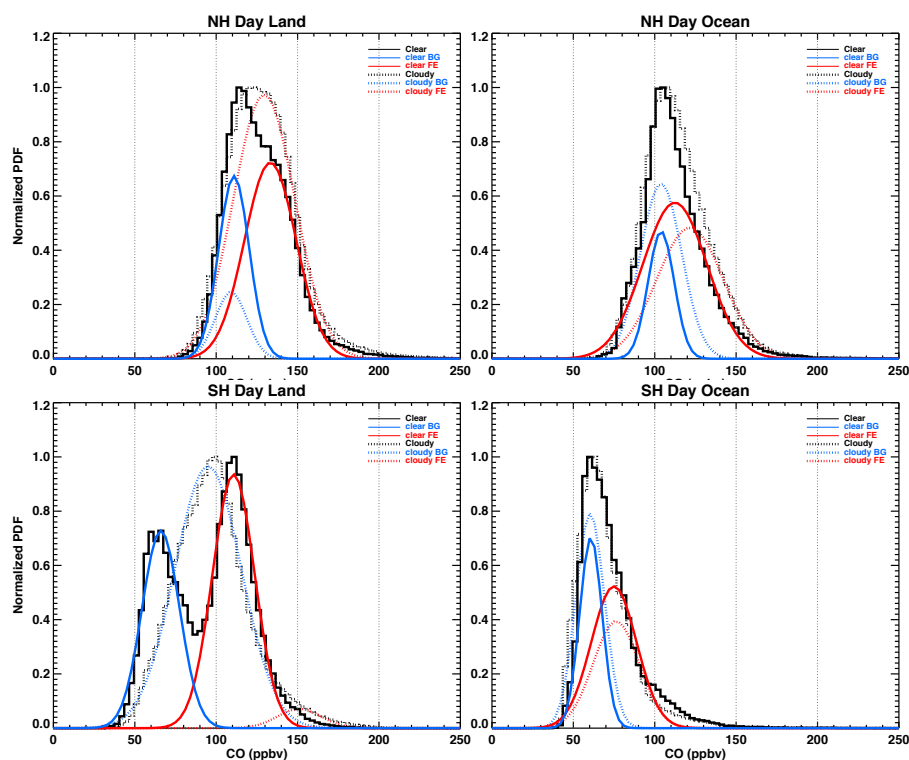 NH Day Land
Normalized PDF
1.2
1.0
0.8
0.6
0.4
0.2
0.0
0 50 100 150 200 250
Clear
clear BG
clear FE
Cloudy
cloudy BG
cloudy FE
NH Day Ocean
1.2
1.0
0.8
0.6
0.4
0.2
0.0
0 50 100 150 200 250
Clear
clear BG
clear FE
Cloudy
cloudy BG
cloudy FE
SH Day Land
Normalized PDF
1.2
1.0
0.8
0.6
0.4
0.2
0.0
0 50 100 150 200 250
CO (ppbv)
Clear
clear BG
clear FE
Cloudy
cloudy BG
cloudy FE
SH Day Ocean
1.2
1.0
0.8
0.6
0.4
0.2
0.0
0 50 100 150 200 250
CO (ppbv)
Clear
clear BG
clear FE
Cloudy
cloudy BG
cloudy FE